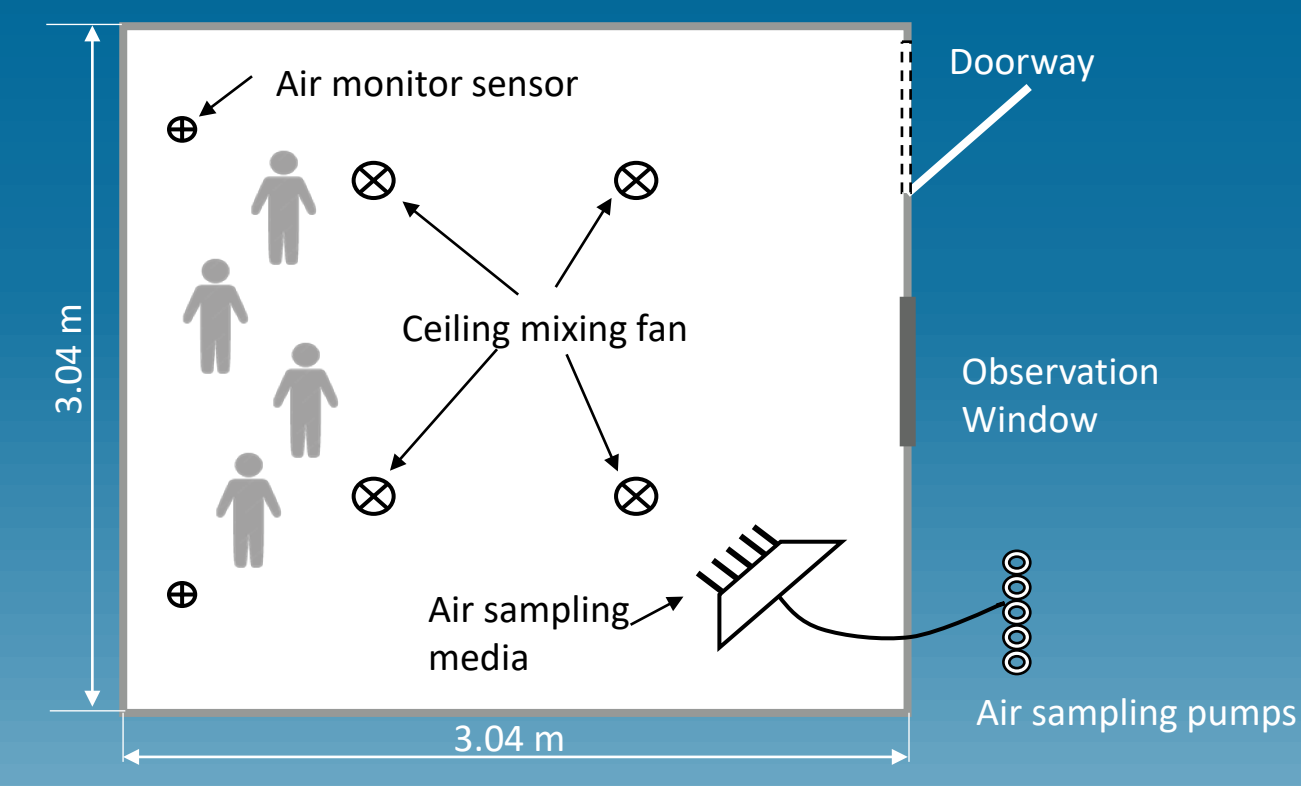 Doorway
Air monitor sensor
3.04 m
Ceiling mixing fan
Observation
Window
Air sampling
media
Air sampling pumps
3.04 m